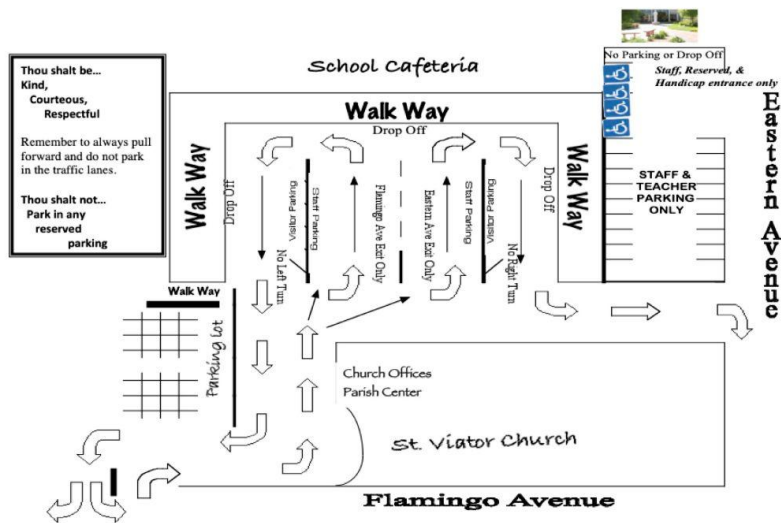 No Parking or Drop Off
Staff, Reserved, &
Handicap entrance only
Thou shalt be...
Kind,
Courteous,
Respectful
Remember to always pull
forward and do not park
in the traffic lanes.
Thou shalt not...
Park in any
reserved
parking
School Cafeteria
Walk Way
Drop Off
Walk Way
Drop Off
Visitor Parking
Staff Parking
Flamingo Ave Exit Only
Eastern Ave Exit Only
Staff Parking
Visitor Parking
Drop Off
Walk Way
STAFF &
TEACHER
PARKING
ONLY
Eastern Avenue
No Left Turn
No Right Turn
Walk Way
Parking Lot
Church Offices
Parish Center
St. Viator Church
Flamingo Avenue